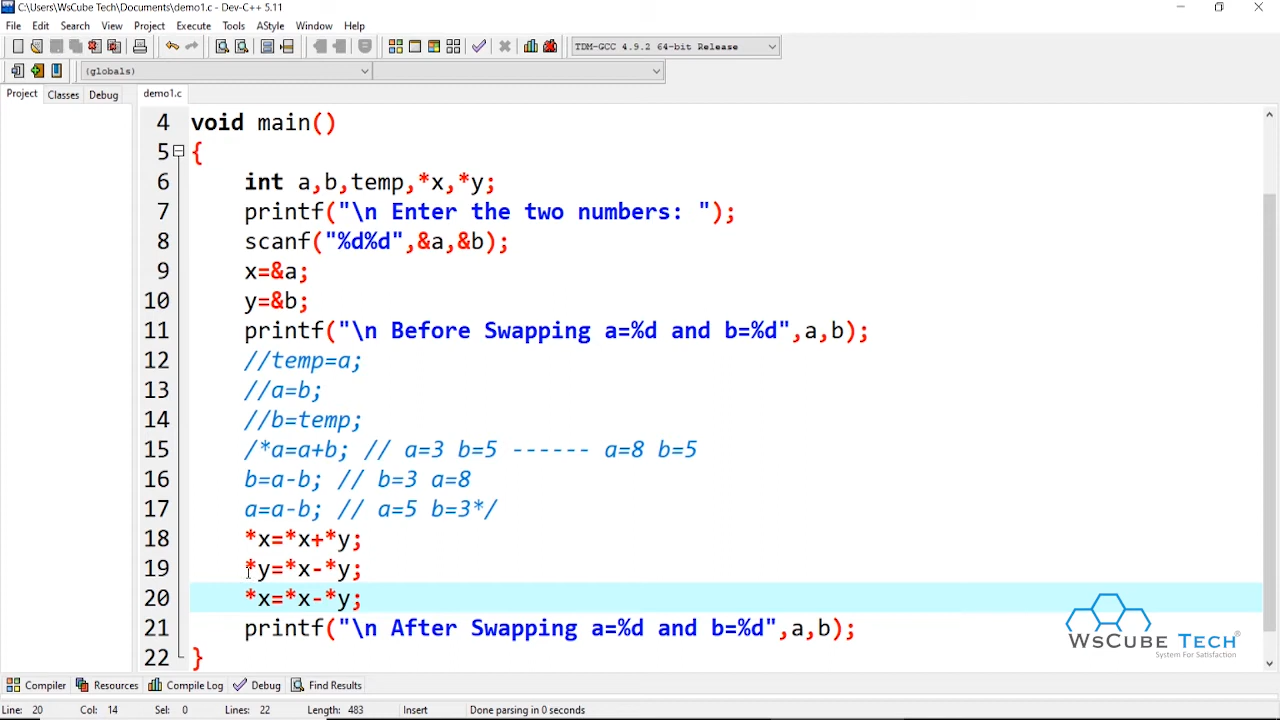 C:\Users\WsCube Tech\Documents\demo1.c - Dev-C++ 5.11
File Edit Search View Project Execute Tools AStyle Window Help
TDM-GCC 4.9.2 64-bit Release
(globals)
Project Classes Debug demo1.c
4 void main()
5 {
6 int a,b,temp,*x,*y;
7 printf("\n Enter the two numbers: ");
8 scanf("%d%d",&a,&b);
9 x=&a;
10 y=&b;
11 printf("\n Before Swapping a=%d and b=%d",a,b);
12 //temp=a;
13 //a=b;
14 //b=temp;
15 /*a=a+b; // a=3 b=5 ------ a=8 b=5
16 b=a-b; // b=3 a=8
17 a=a-b; // a=5 b=3*/
18 *x=*x+*y;
19 *y=*x-*y;
20 *x=*x-*y;
21 printf("\n After Swapping a=%d and b=%d",a,b);
22 }
WsCube Tech®
System For Satisfaction
Compiler Resources Compile Log Debug Find Results
Line: 20 Col: 14 Sel: 0 Lines: 22 Length: 483 Insert Done parsing in 0 seconds